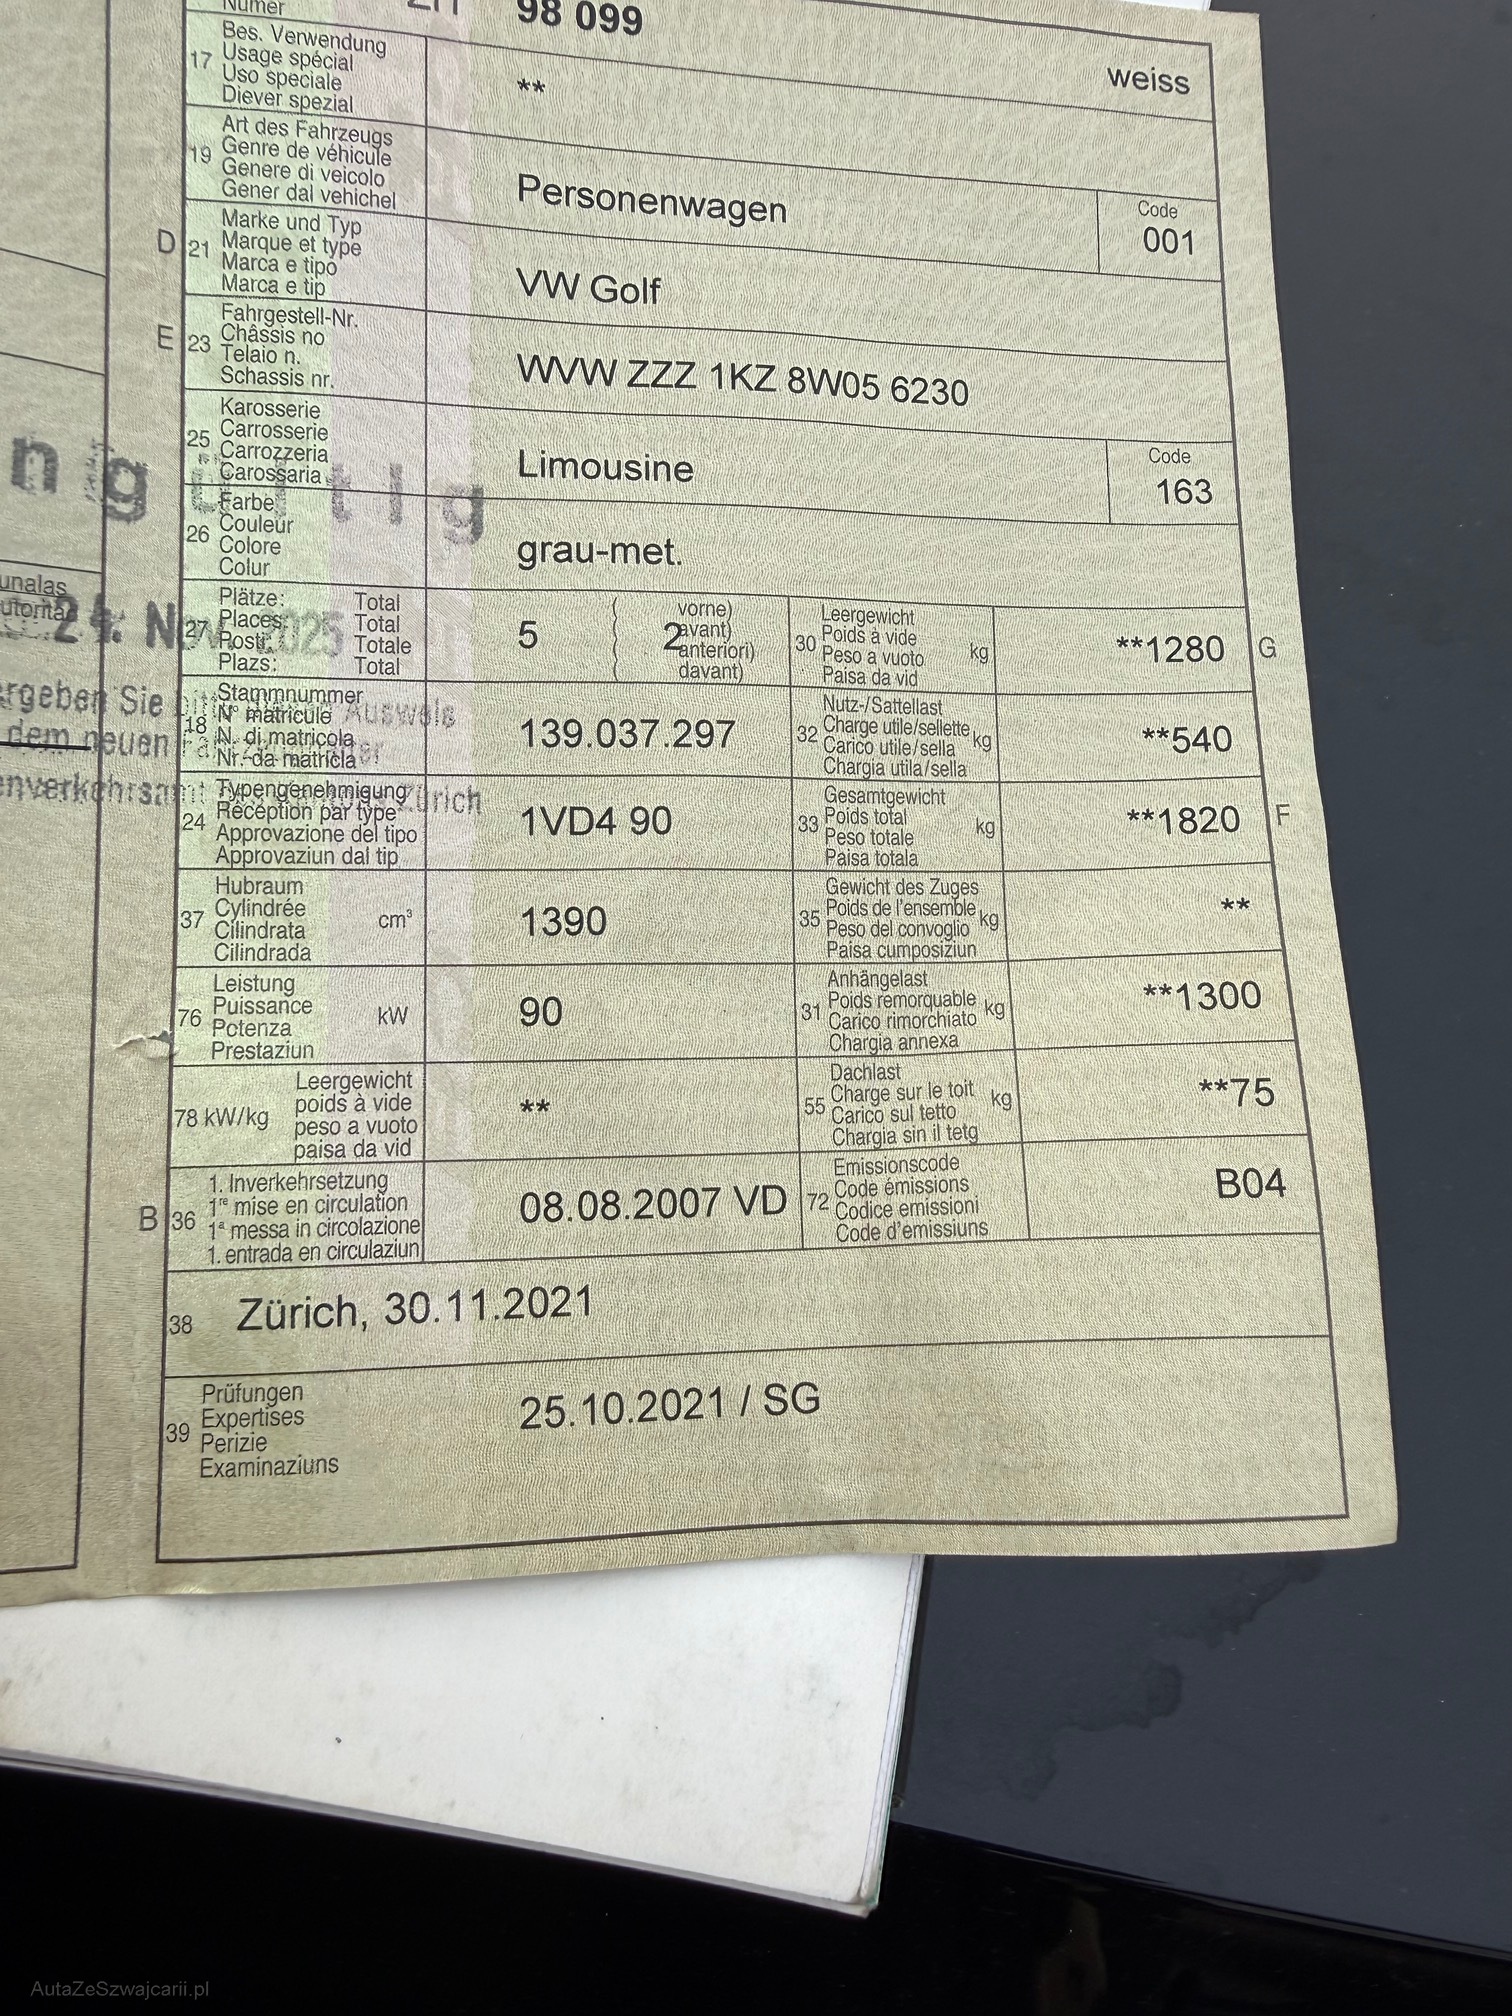 Numer
98 099
weiss
17
Bes. Verwendung
Usage spécial
Uso speciale
Diever spezial
**
19
Art des Fahrzeugs
Genre de véhicule
Genere di veicolo
Gener dal vehichel
Personenwagen
Code
001
D
21
Marke und Typ
Marque et type
Marca e tipo
Marca e tip
VW Golf
E
23
Fahrgestell-Nr.
Châssis no
Telaio n.
Schassis nr.
WVW ZZZ 1KZ 8W05 6230
25
Karosserie
Carrosserie
Carrozzeria
Carossaria
Limousine
Code
163
26
Farbe
Couleur
Colore
Colur
grau-met.
27
Plätze: Total
Places: Total
Posti: Totale
Plazs: Total
5
2
vorne)
avant)
anteriori)
davant)
30
Leergewicht
Poids à vide
Peso a vuoto
Paisa da vid
kg
**1280
G
18
Stammnummer
N° matricule
N. di matricola
Nr. da matricla
139.037.297
32
Nutz-/Sattellast
Charge utile/sellette
Carico utile/sella
Chargia utila/sella
kg
**540
24
Typengenehmigung
Réception par type
Approvazione del tipo
Approvaziun dal tip
1VD4 90
33
Gesamtgewicht
Poids total
Peso totale
Paisa totala
kg
**1820
F
37
Hubraum
Cylindrée
Cilindrata
Cilindrada
cm³
1390
35
Gewicht des Zuges
Poids de l'ensemble
Peso del convoglio
Paisa cumposiziun
kg
**
76
Leistung
Puissance
Potenza
Prestaziun
kW
90
31
Anhängelast
Poids remorquable
Carico rimorchiato
Chargia annexa
kg
**1300
78 kW/kg
Leergewicht
poids à vide
peso a vuoto
paisa da vid
**
55
Dachlast
Charge sur le toit
Carico sul tetto
Chargia sin il tetg
kg
**75
B
36
1. Inverkehrsetzung
1re mise en circulation
1a messa in circolazione
1. entrada en circulaziun
08.08.2007 VD
72
Emissionscode
Code émissions
Codice emissioni
Code d'emissiuns
B04
38
Zürich, 30.11.2021
39
Prüfungen
Expertises
Perizie
Examinaziuns
25.10.2021 / SG
ngültig
24. Nov. 2025
Sie
Ausweis
dem neuen
Zürich
AutaZeSzwajcarii.pl